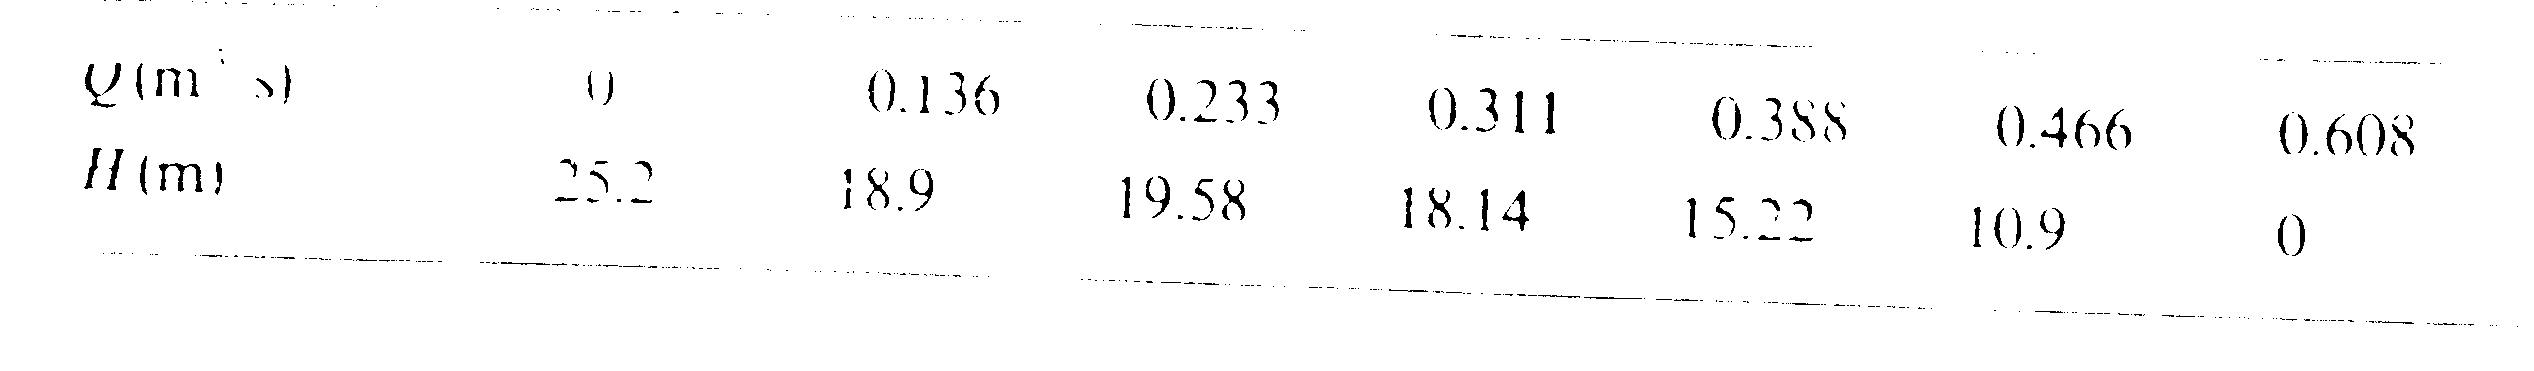 Q (m³ s) 0 0.136 0.233 0.311 0.388 0.466 0.608
H (m) 25.2 18.9 19.58 18.14 15.22 10.9 0